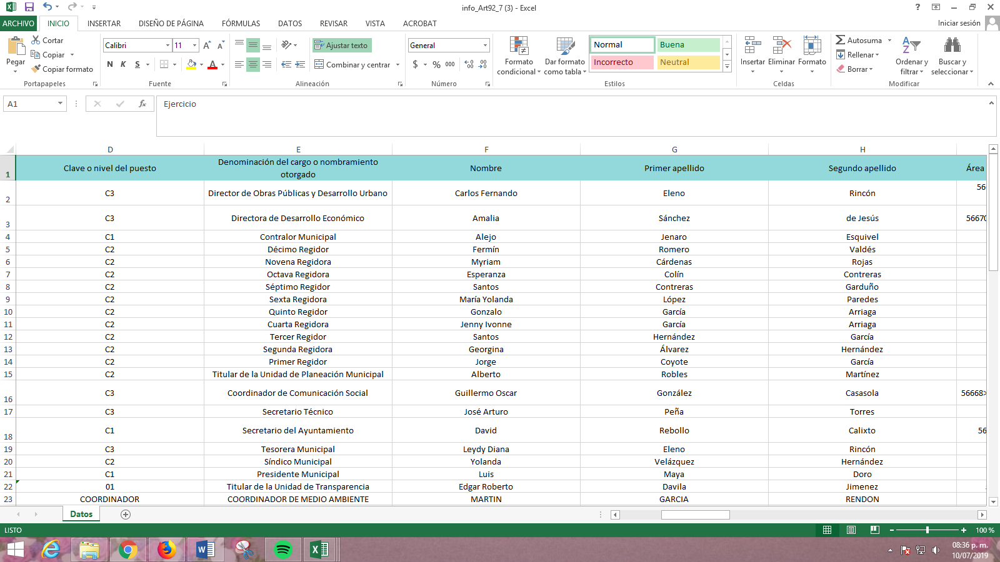 info_Art92_7 (3) - Excel
?
ARCHIVO INICIO INSERTAR DISEÑO DE PÁGINA FÓRMULAS DATOS REVISAR VISTA ACROBAT Iniciar sesión
Pegar
Cortar
Copiar
Copiar formato
Portapapeles
Calibri 11
N K S
Fuente
Ajustar texto
Combinar y centrar
Alineación
General
$ % 000
Número
Formato condicional
Dar formato como tabla
Normal Buena
Incorrecto Neutral
Estilos
Insertar Eliminar Formato
Celdas
Autosuma
Rellenar
Borrar
Ordenar y filtrar
Buscar y seleccionar
Modificar
A1 fx Ejercicio
D E F G H
1 Clave o nivel del puesto Denominación del cargo o nombramiento otorgado Nombre Primer apellido Segundo apellido Área
2 C3 Director de Obras Públicas y Desarrollo Urbano Carlos Fernando Eleno Rincón 56
3 C3 Directora de Desarrollo Económico Amalia Sánchez de Jesús 56670
4 C1 Contralor Municipal Alejo Jenaro Esquivel
5 C2 Décimo Regidor Fermín Romero Valdés
6 C2 Novena Regidora Myriam Cárdenas Rojas
7 C2 Octava Regidora Esperanza Colín Contreras
8 C2 Séptimo Regidor Santos Contreras Garduño
9 C2 Sexta Regidora María Yolanda López Paredes
10 C2 Quinto Regidor Gonzalo García Arriaga
11 C2 Cuarta Regidora Jenny Ivonne García Arriaga
12 C2 Tercer Regidor Santos Hernández García
13 C2 Segunda Regidora Georgina Álvarez Hernández
14 C2 Primer Regidor Jorge Coyote García
15 C2 Titular de la Unidad de Planeación Municipal Alberto Robles Martínez
16 C3 Coordinador de Comunicación Social Guillermo Oscar González Casasola 56668>
17 C3 Secretario Técnico José Arturo Peña Torres
18 C1 Secretario del Ayuntamiento David Rebollo Calixto 56
19 C3 Tesorera Municipal Leydy Diana Eleno Rincón
20 C2 Síndico Municipal Yolanda Velázquez Hernández
21 C1 Presidente Municipal Luis Maya Doro
22 01 Titular de la Unidad de Transparencia Edgar Roberto Davila Jimenez
23 COORDINADOR COORDINADOR DE MEDIO AMBIENTE MARTIN GARCIA RENDON
Datos
LISTO 100 %
08:36 p. m.
10/07/2019